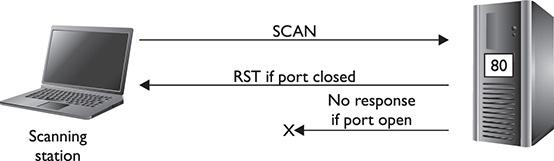 SCAN
80
RST if port closed
No response
if port open
X
Scanning
station